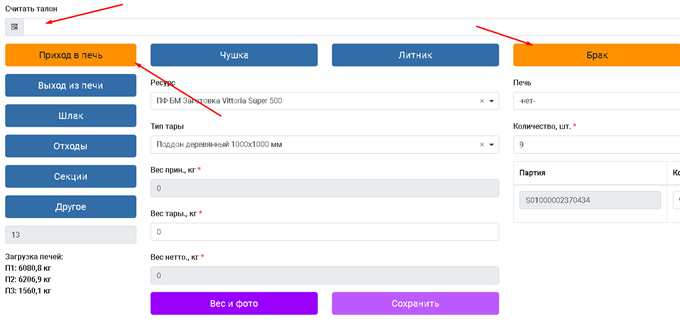 Считать талон
Приход в печь
Чушка
Литник
Брак
Выход из печи
Шлак
Отходы
Секции
Другое
13
Загрузка печей:
П1: 6080,8 кг
П2: 6206,9 кг
П3: 1560,1 кг
Ресурс
ПФ БМ Заготовка Vittoria Super 500
Тип тары
Поддон деревянный 1000x1000 мм
Вес прин., кг *
0
Вес тары., кг *
0
Вес нетто., кг *
0
Вес и фото
Сохранить
Печь
-нет-
Количество, шт. *
9
Партия
S01000002370434